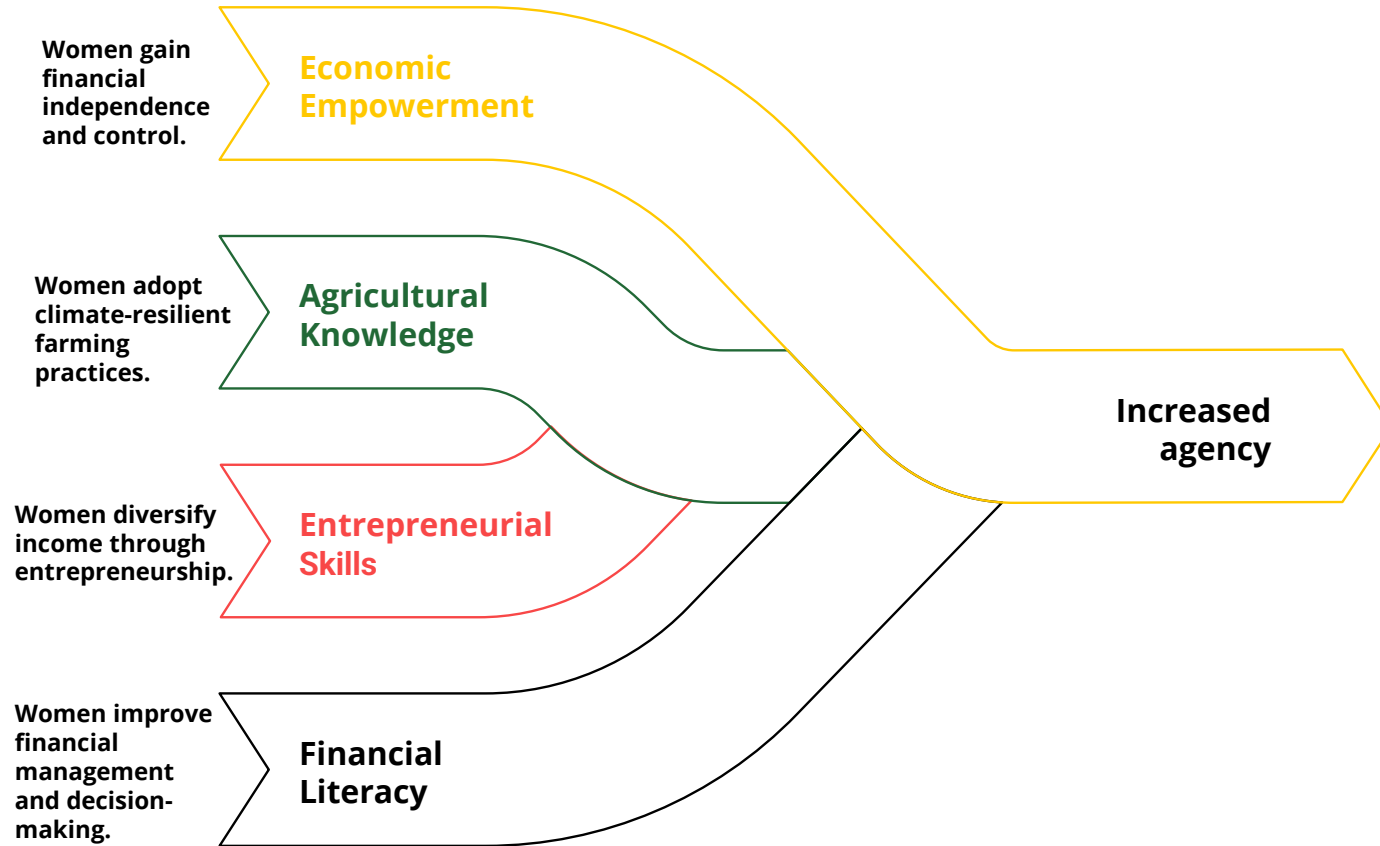 Women gain
financial
independence
and control.
Economic
Empowerment
Women adopt
climate-resilient
farming
practices.
Agricultural
Knowledge
Increased
agency
Women diversify
income through
entrepreneurship.
Entrepreneurial
Skills
Women improve
financial
management
and decision-
making.
Financial
Literacy